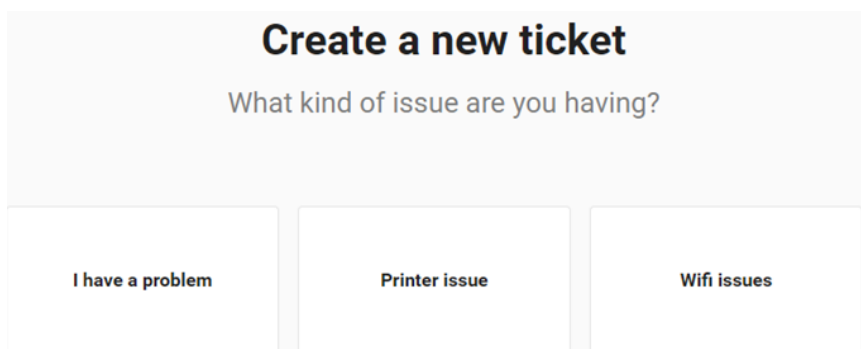 Create a new ticket
What kind of issue are you having?
I have a problem
Printer issue
Wifi issues